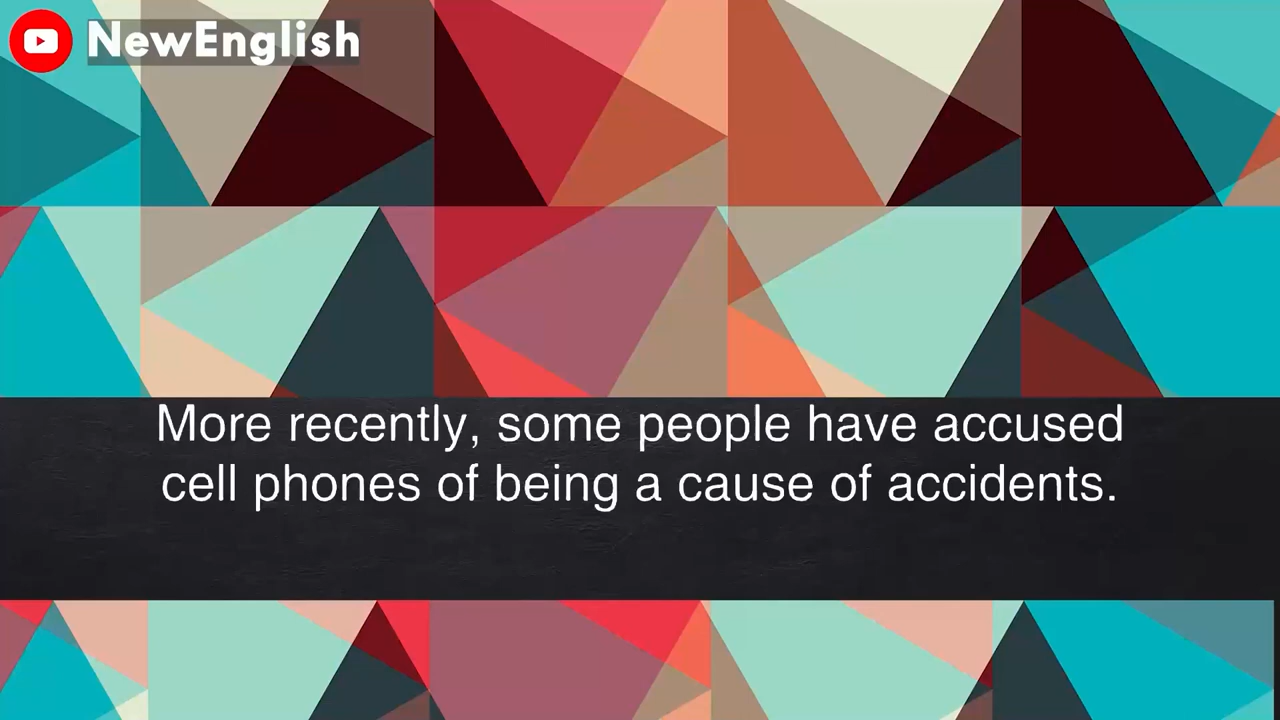 NewEnglish
More recently, some people have accused
cell phones of being a cause of accidents.